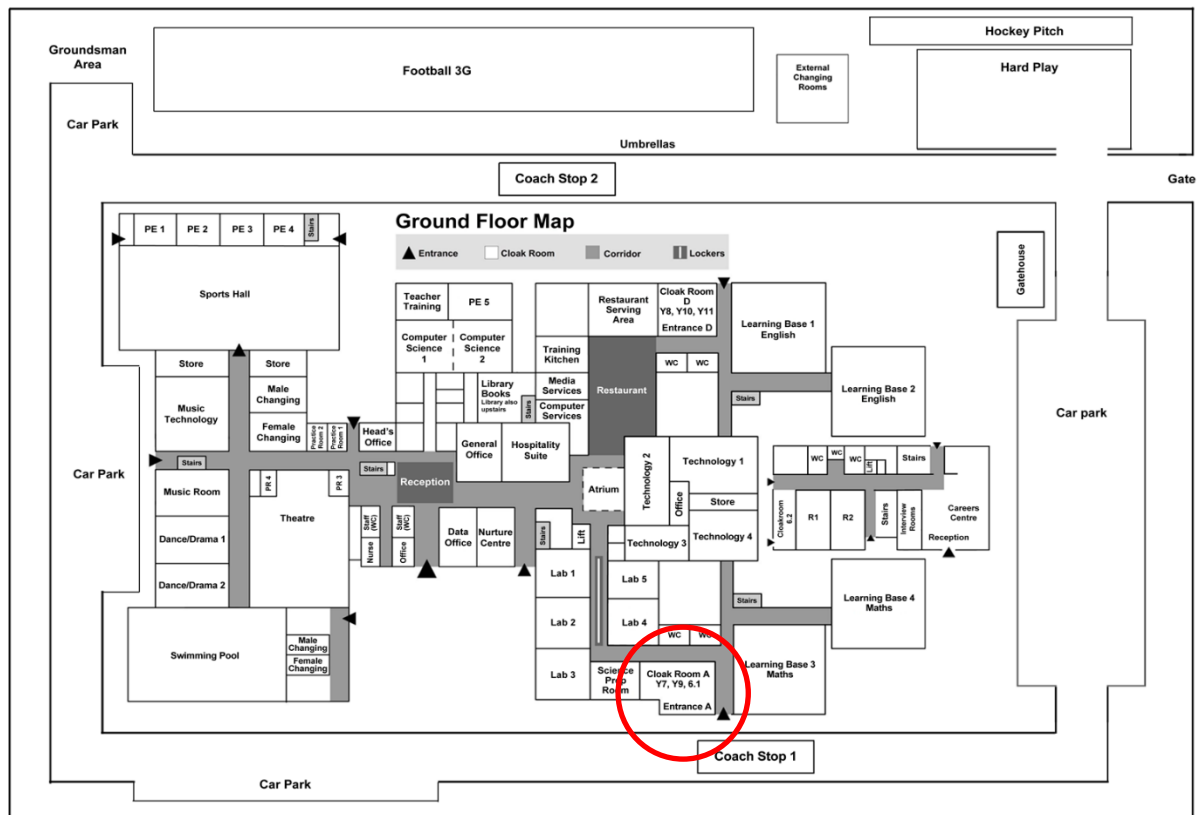 Hockey Pitch
Groundsman
Area
Football 3G
External
Changing
Rooms
Hard Play
Car Park
Umbrellas
Coach Stop 2
Gate
PE 1
PE 2
PE 3
PE 4
Stairs
Ground Floor Map
Entrance
Cloak Room
Corridor
Lockers
Gatehouse
Sports Hall
Teacher
Training
PE 5
Restaurant
Serving
Area
Cloak Room
D
Y8, Y10, Y11
Entrance D
Learning Base 1
English
Computer
Science
1
Computer
Science
2
Training
Kitchen
Store
Store
WC
WC
Male
Changing
Library
Books
Library also
upstairs
Media
Services
Restaurant
Learning Base 2
English
Stairs
Stairs
Computer
Services
Music
Technology
Female
Changing
Practice
Room 2
Practice
Room 1
Head's
Office
General
Office
Hospitality
Suite
Car park
Technology 2
Technology 1
WC
WC
WC
Lift
Stairs
Car Park
Stairs
Stairs
Reception
Atrium
Music Room
PR 4
PR 3
Office
Store
Cloakroom
6.2
R1
R2
Stairs
Interview
Rooms
Careers
Centre
Reception
Theatre
Staff
(WC)
Staff
(WC)
Dance/Drama 1
Data
Office
Nurture
Centre
Stairs
Lift
Technology 3
Technology 4
Nurse
Office
Dance/Drama 2
Lab 1
Lab 5
Stairs
Learning Base 4
Maths
Lab 2
Lab 4
WC
WC
Male
Changing
Female
Changing
Swimming Pool
Lab 3
Science
Prep
Room
Cloak Room A
Y7, Y9, 6.1
Entrance A
Learning Base 3
Maths
Coach Stop 1
Car Park